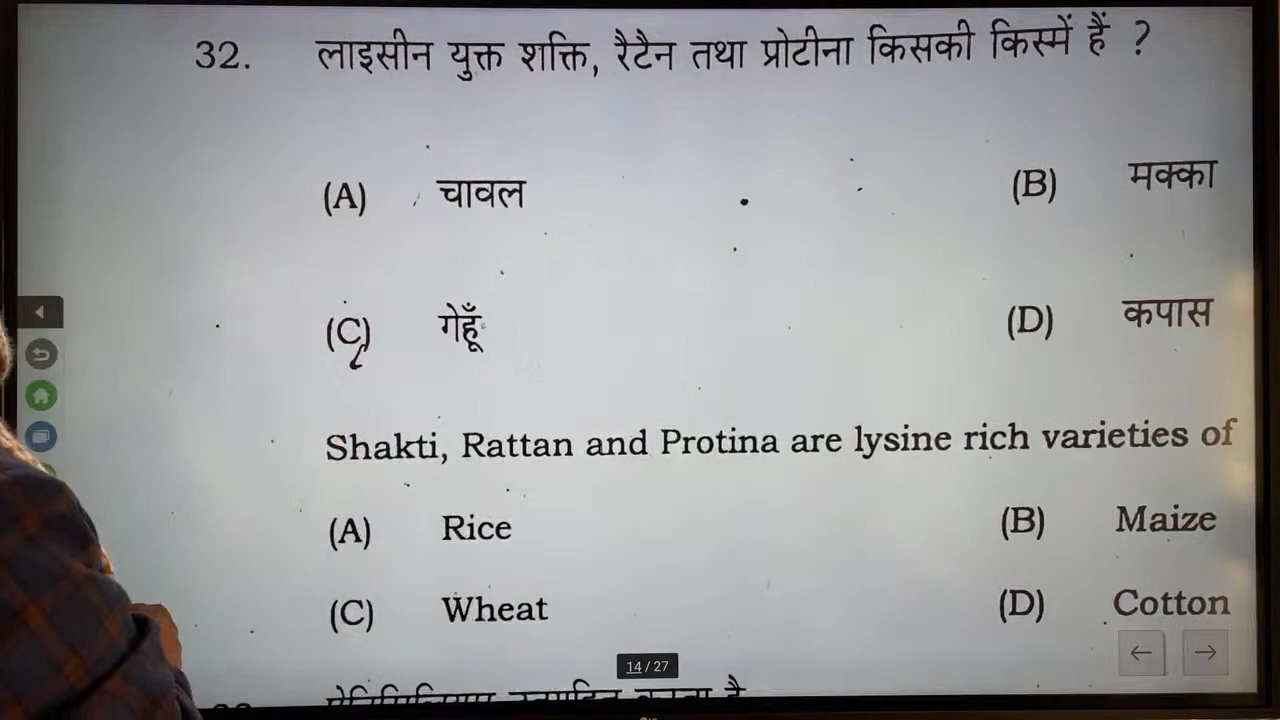 32. लाइसीन युक्त शक्ति, रैटैन तथा प्रोटीना किसकी किस्में हैं ?
(A) चावल (B) मक्का
(C) गेहूँ (D) कपास
Shakti, Rattan and Protina are lysine rich varieties of
(A) Rice (B) Maize
(C) Wheat (D) Cotton
14 / 27